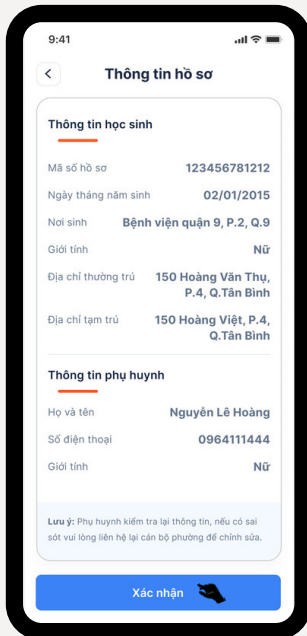 9:41
Thông tin hồ sơ
Thông tin học sinh
Mã số hồ sơ 123456781212
Ngày tháng năm sinh 02/01/2015
Nơi sinh Bệnh viện quận 9, P.2, Q.9
Giới tính Nữ
Địa chỉ thường trú 150 Hoàng Văn Thụ,
P.4, Q.Tân Bình
Địa chỉ tạm trú 150 Hoàng Việt, P.4,
Q.Tân Bình
Thông tin phụ huynh
Họ và tên Nguyễn Lê Hoàng
Số điện thoại 0964111444
Giới tính Nữ
Lưu ý: Phụ huynh kiểm tra lại thông tin, nếu có sai
sót vui lòng liên hệ lại cán bộ phường để chỉnh sửa.
Xác nhận